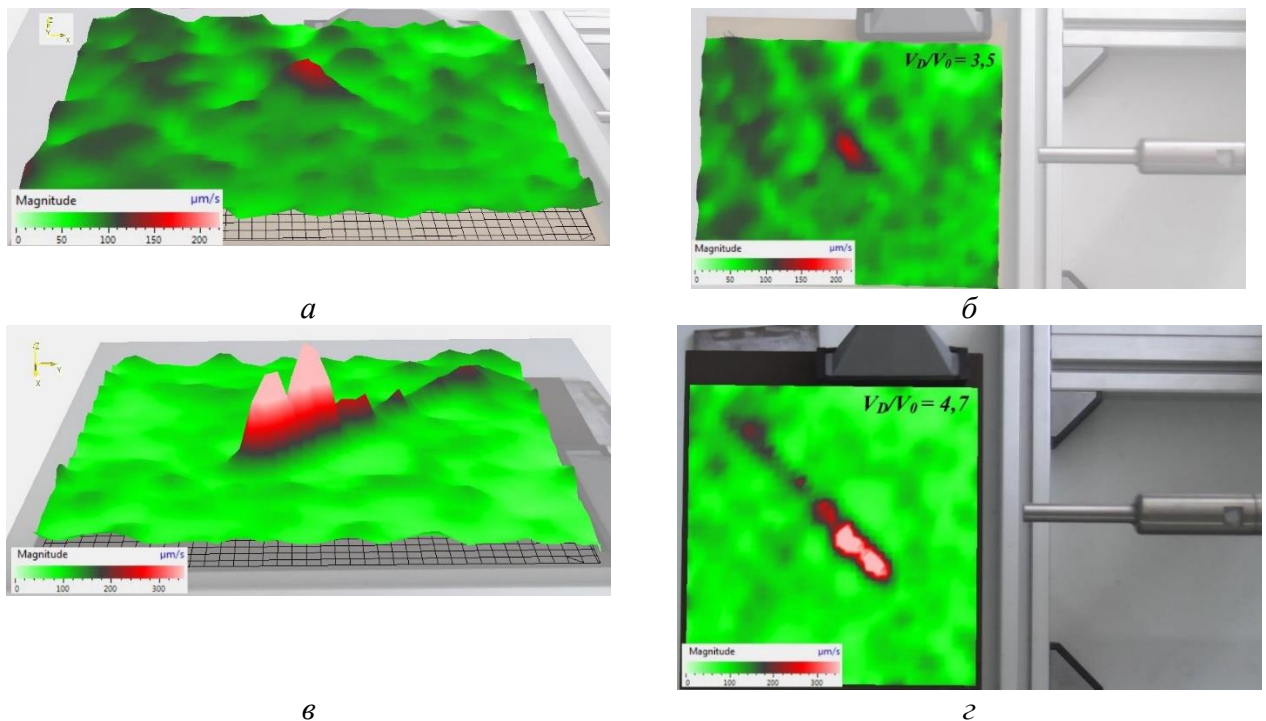 Magnitude µm/s
0 50 100 150 200
а
V_D/V_0 = 3,5
Magnitude µm/s
0 50 100 150 200
б
Z
Y
X
Magnitude µm/s
0 100 200 300
в
V_D/V_0 = 4,7
Magnitude µm/s
0 100 200 300
г